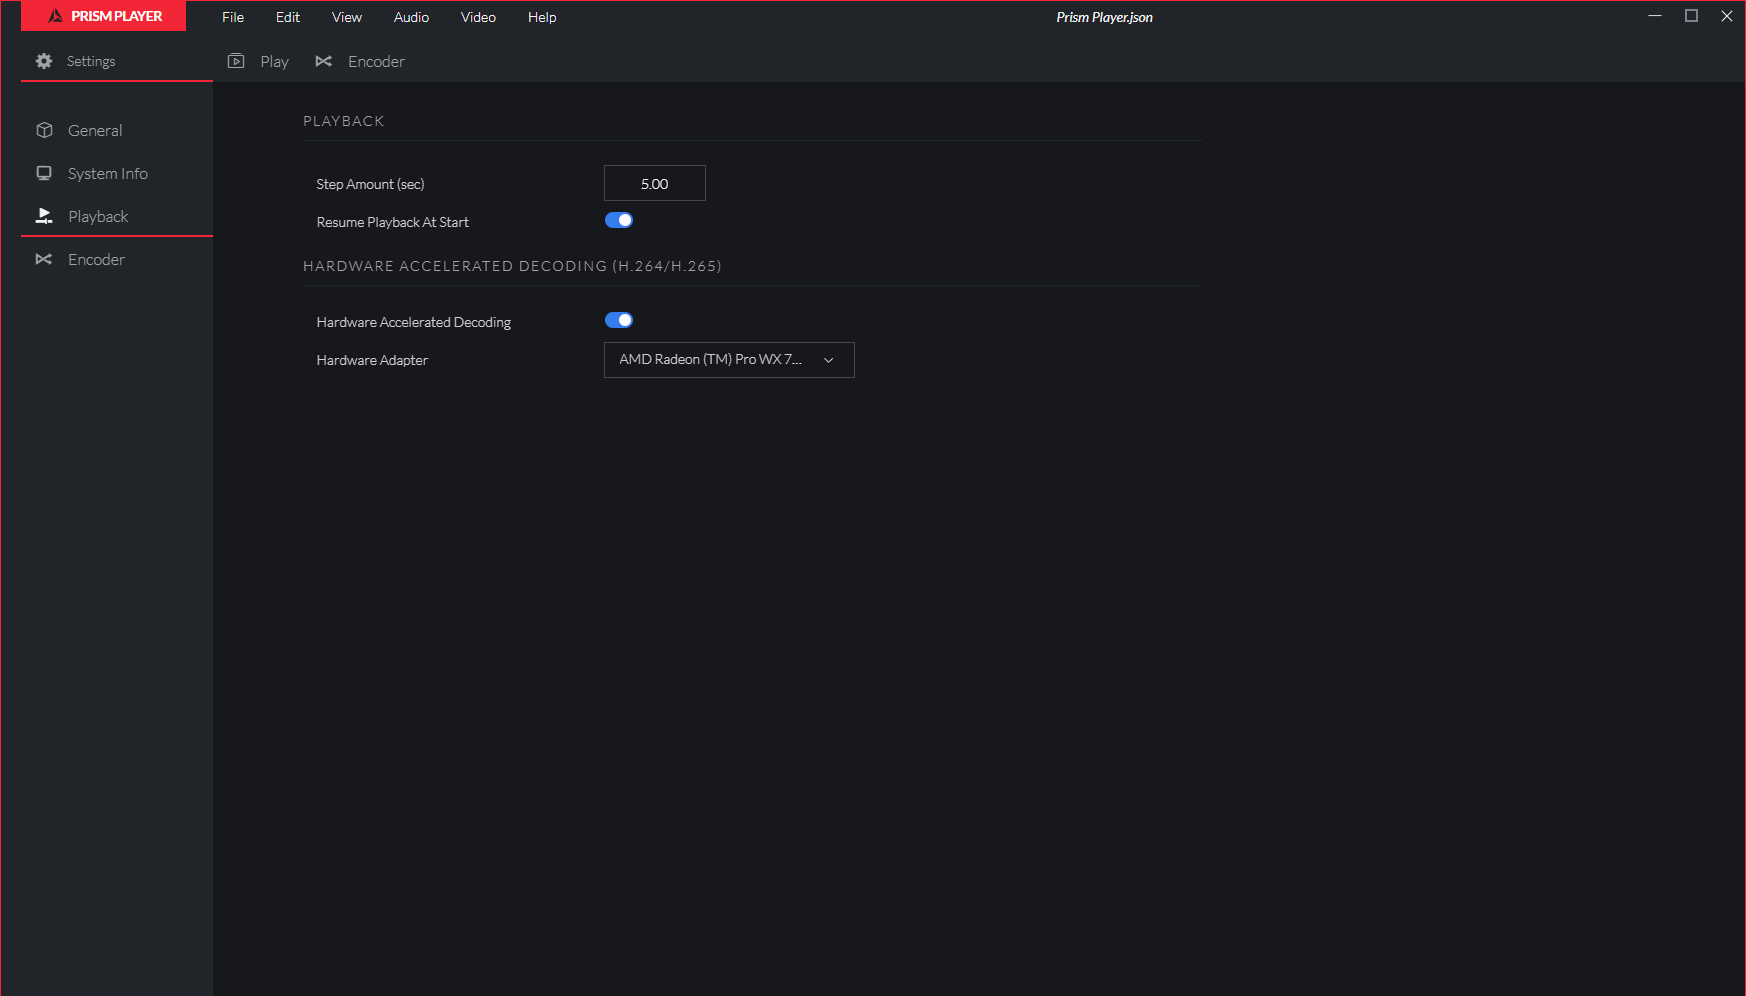 PRISM PLAYER
File Edit View Audio Video Help
Prism Player.json
Settings
Play
Encoder
General
System Info
Playback
Encoder
PLAYBACK
Step Amount (sec)
5.00
Resume Playback At Start
HARDWARE ACCELERATED DECODING (H.264/H.265)
Hardware Accelerated Decoding
Hardware Adapter
AMD Radeon (TM) Pro WX 7...